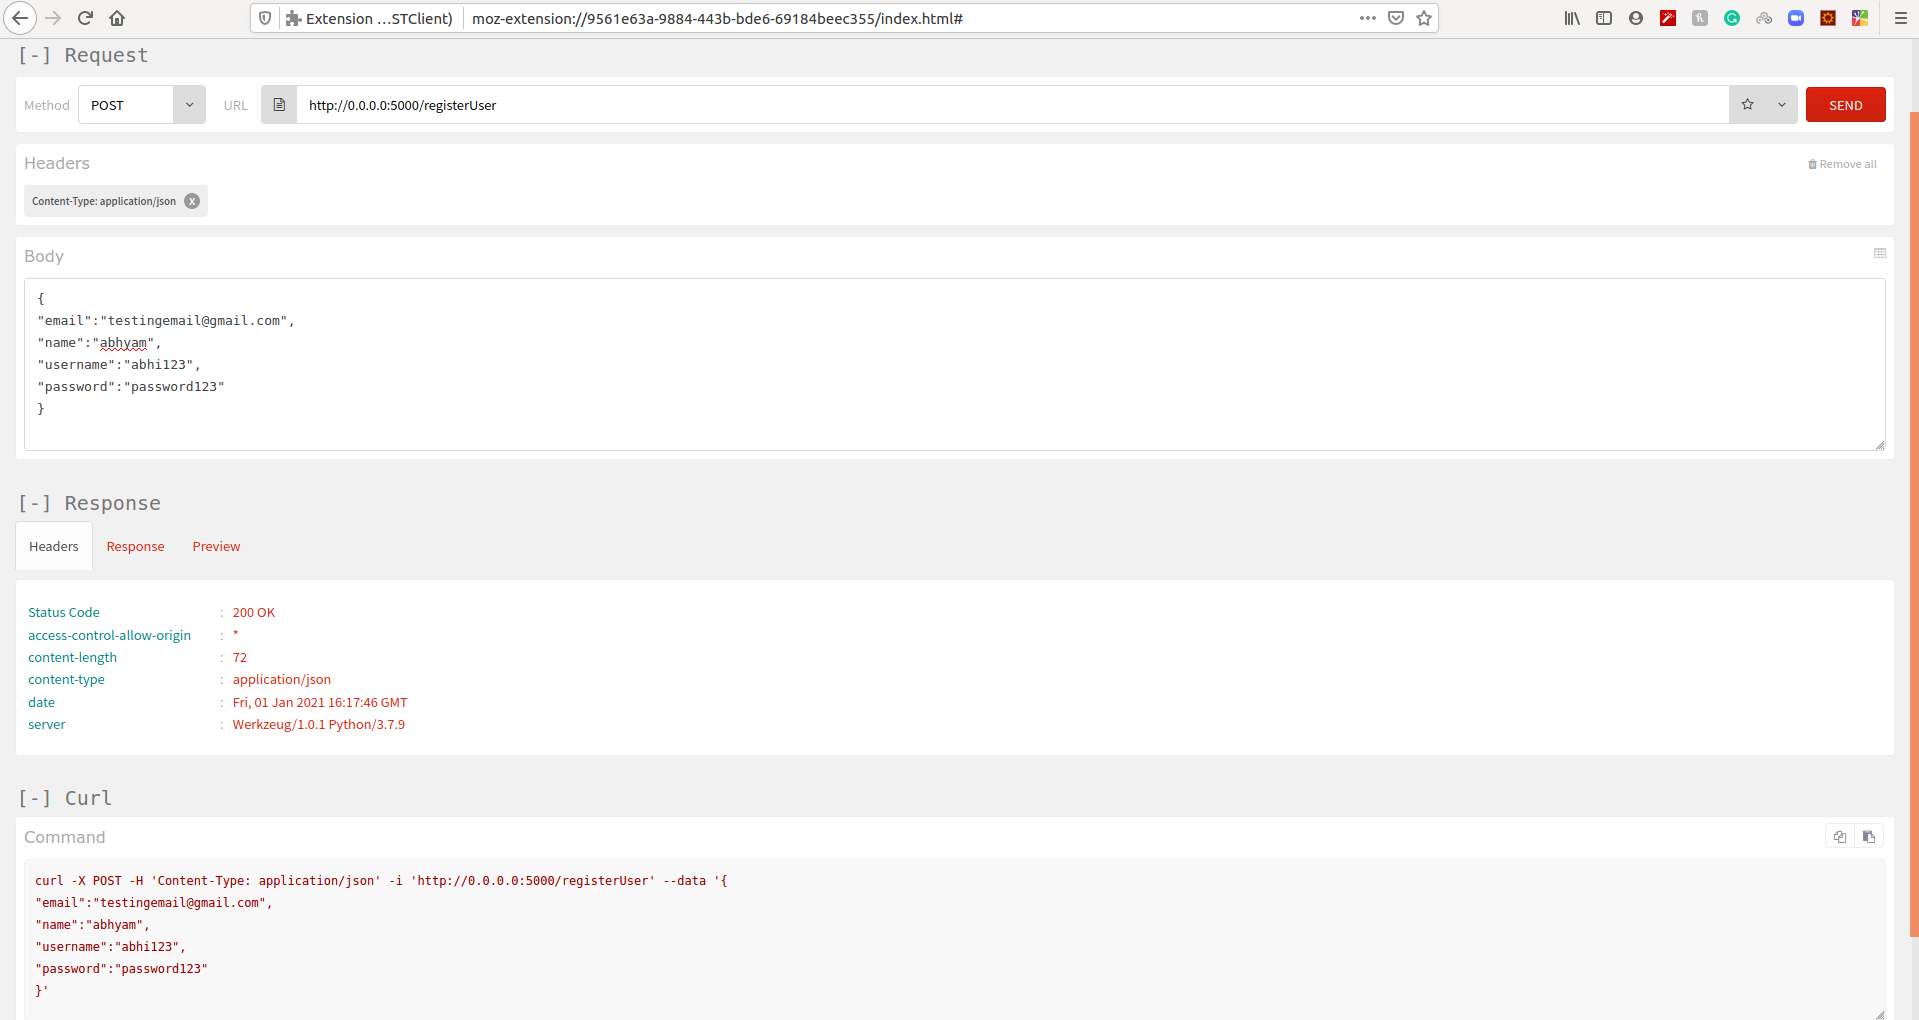 Extension ...STClient) moz-extension://9561e63a-9884-443b-bde6-69184beec355/index.html#
[-] Request
Method POST URL http://0.0.0.0:5000/registerUser SEND
Headers Remove all
Content-Type: application/json X
Body
{
"email":"testingemail@gmail.com",
"name":"abhyam",
"username":"abhi123",
"password":"password123"
}
[-] Response
Headers Response Preview
Status Code : 200 OK
access-control-allow-origin : *
content-length : 72
content-type : application/json
date : Fri, 01 Jan 2021 16:17:46 GMT
server : Werkzeug/1.0.1 Python/3.7.9
[-] Curl
Command
curl -X POST -H 'Content-Type: application/json' -i 'http://0.0.0.0:5000/registerUser' --data '{
"email":"testingemail@gmail.com",
"name":"abhyam",
"username":"abhi123",
"password":"password123"
}'